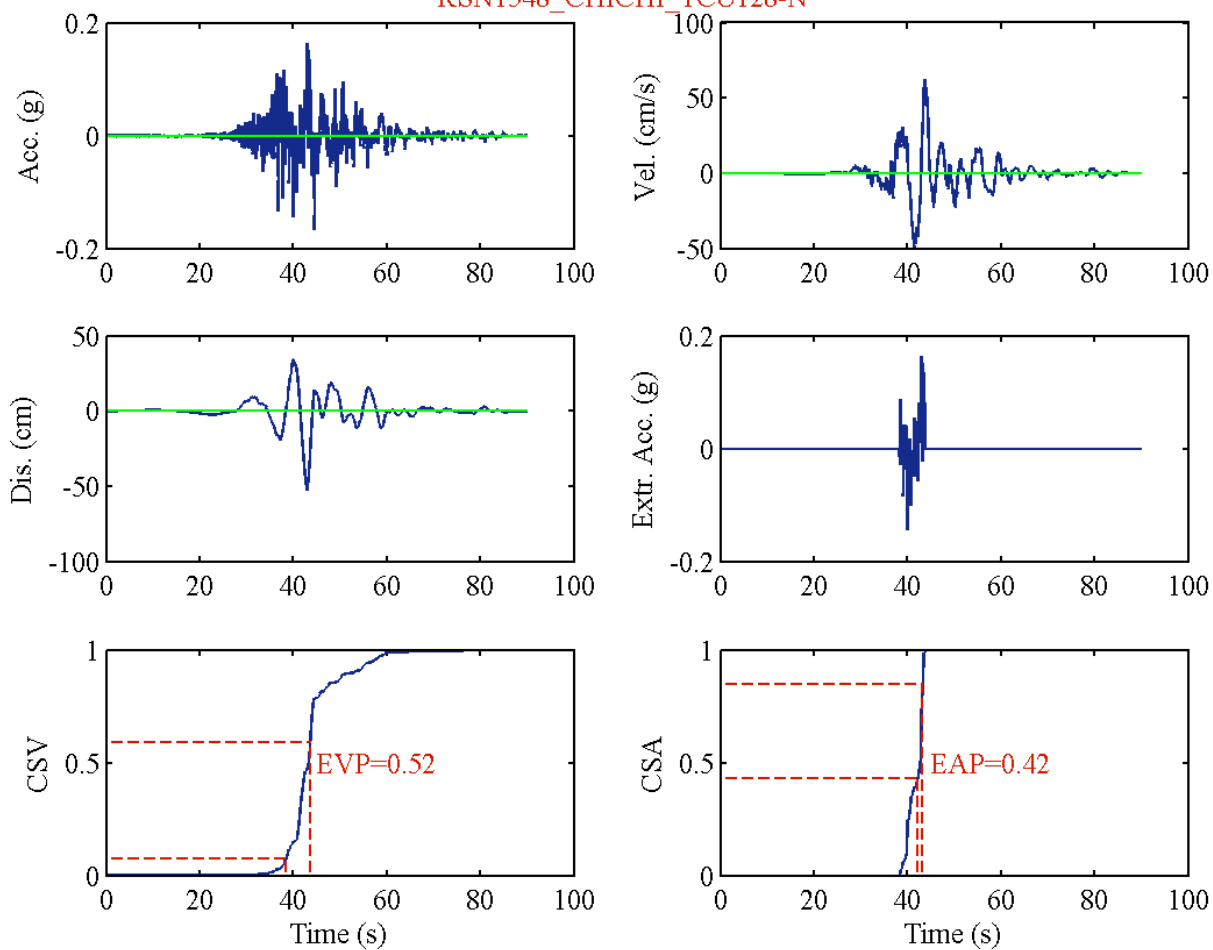 RSN1548_CHICHI_TCU128-N
Acc. (g)
0.2
0
-0.2
0 20 40 60 80 100
Vel. (cm/s)
100
50
0
-50
0 20 40 60 80 100
Dis. (cm)
50
0
-50
-100
0 20 40 60 80 100
Extr. Acc. (g)
0.2
0
-0.2
0 20 40 60 80 100
CSV
1
0.5
0
EVP=0.52
0 20 40 60 80 100
Time (s)
CSA
1
0.5
0
EAP=0.42
0 20 40 60 80 100
Time (s)